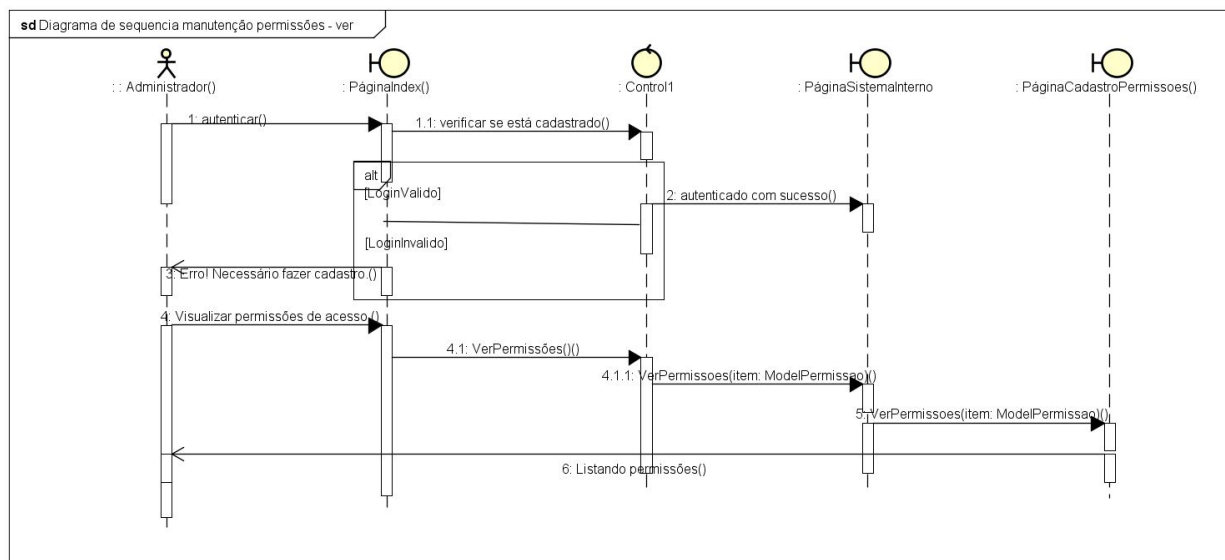 sd Diagrama de sequencia manutenção permissões - ver
: : Administrador()
: PáginaIndex()
: Control1
: PáginaSistemaInterno
: PáginaCadastroPermissoes()
1: autenticar()
1.1: verificar se está cadastrado()
alt
[LoginValido]
2: autenticado com sucesso()
[LoginInvalido]
3: Erro! Necessário fazer cadastro.()
4: Visualizar permissões de acesso.()
4.1: VerPermissões()()
4.1.1: VerPermissoes(item: ModelPermissao)()
5: VerPermissoes(item: ModelPermissao)()
6: Listando permissões()